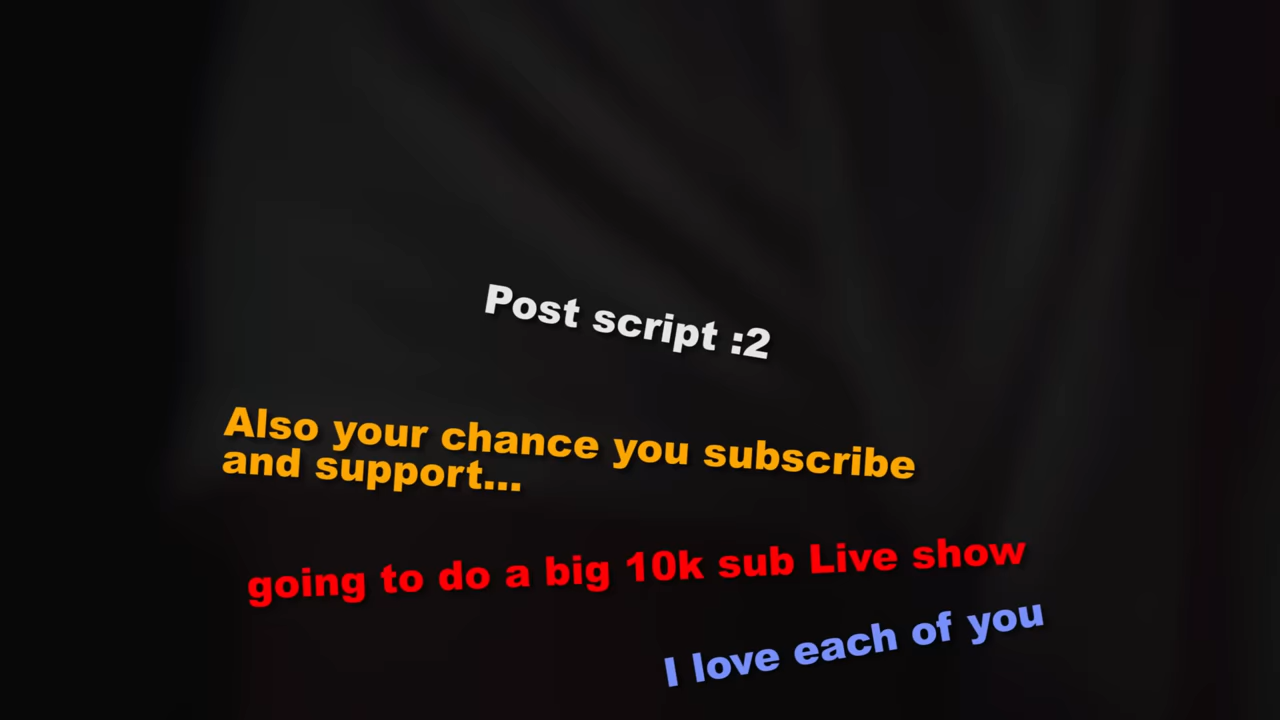 Post script :2
Also your chance you subscribe
and support...
going to do a big 10k sub Live show
I love each of you